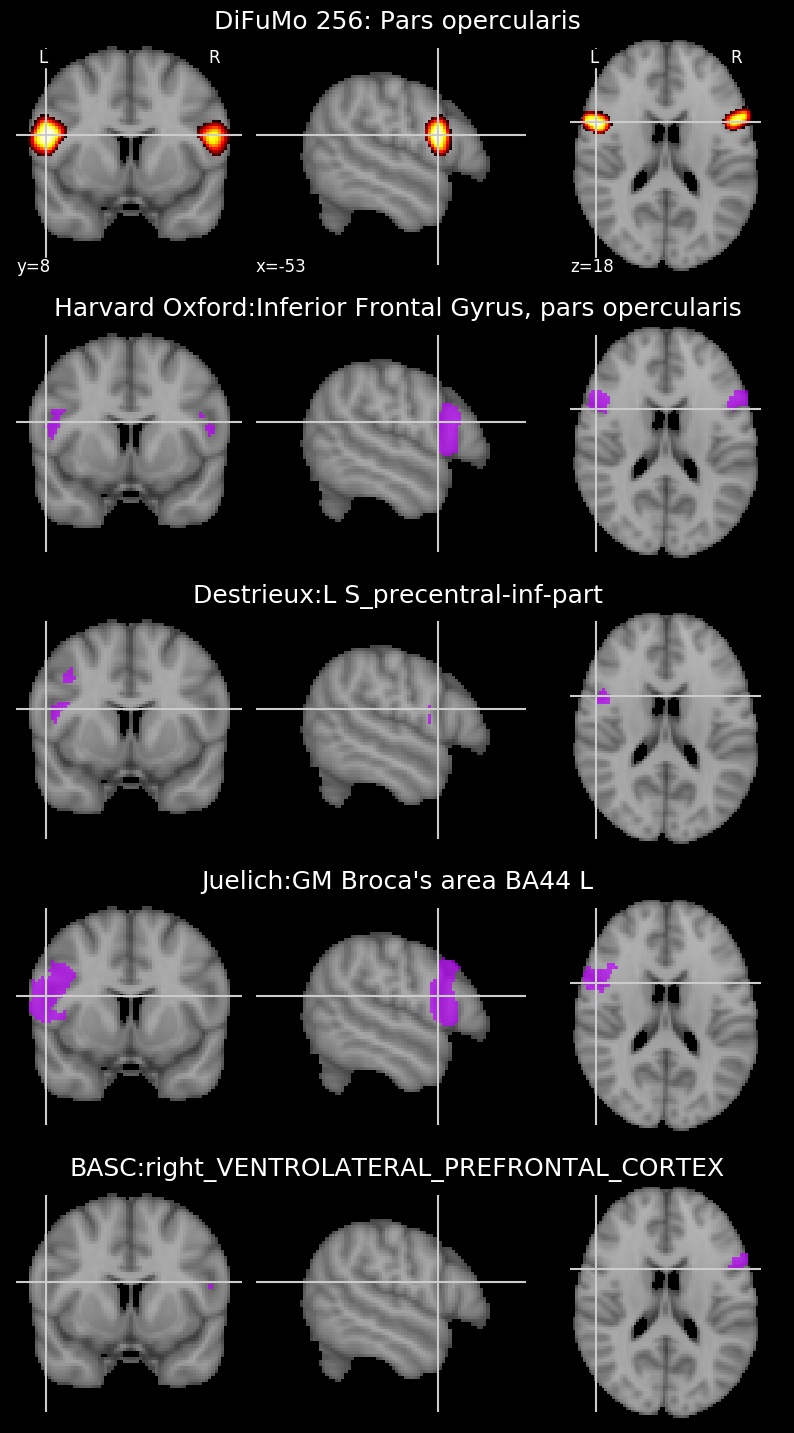 DiFuMo 256: Pars opercularis
L R L R
y=8 x=-53 z=18
Harvard Oxford:Inferior Frontal Gyrus, pars opercularis
Destrieux:L S_precentral-inf-part
Juelich:GM Broca's area BA44 L
BASC:right_VENTROLATERAL_PREFRONTAL_CORTEX